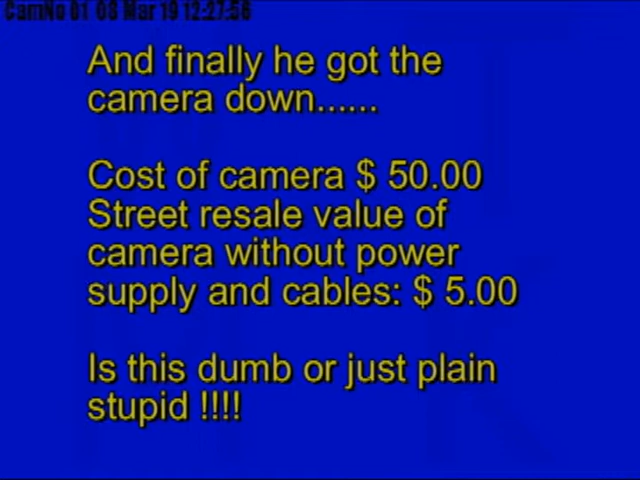 CamNo 01 03 Mar 19 12:27:56
And finally he got the
camera down......
Cost of camera $ 50.00
Street resale value of
camera without power
supply and cables: $ 5.00
Is this dumb or just plain
stupid !!!!